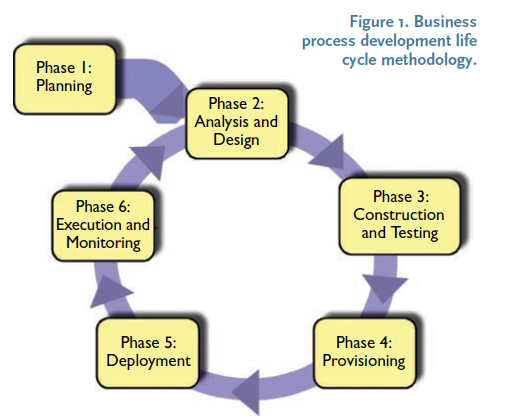 Figure 1. Business
process development life
cycle methodology.
Phase 1:
Planning
Phase 2:
Analysis and
Design
Phase 3:
Construction
and Testing
Phase 4:
Provisioning
Phase 5:
Deployment
Phase 6:
Execution and
Monitoring